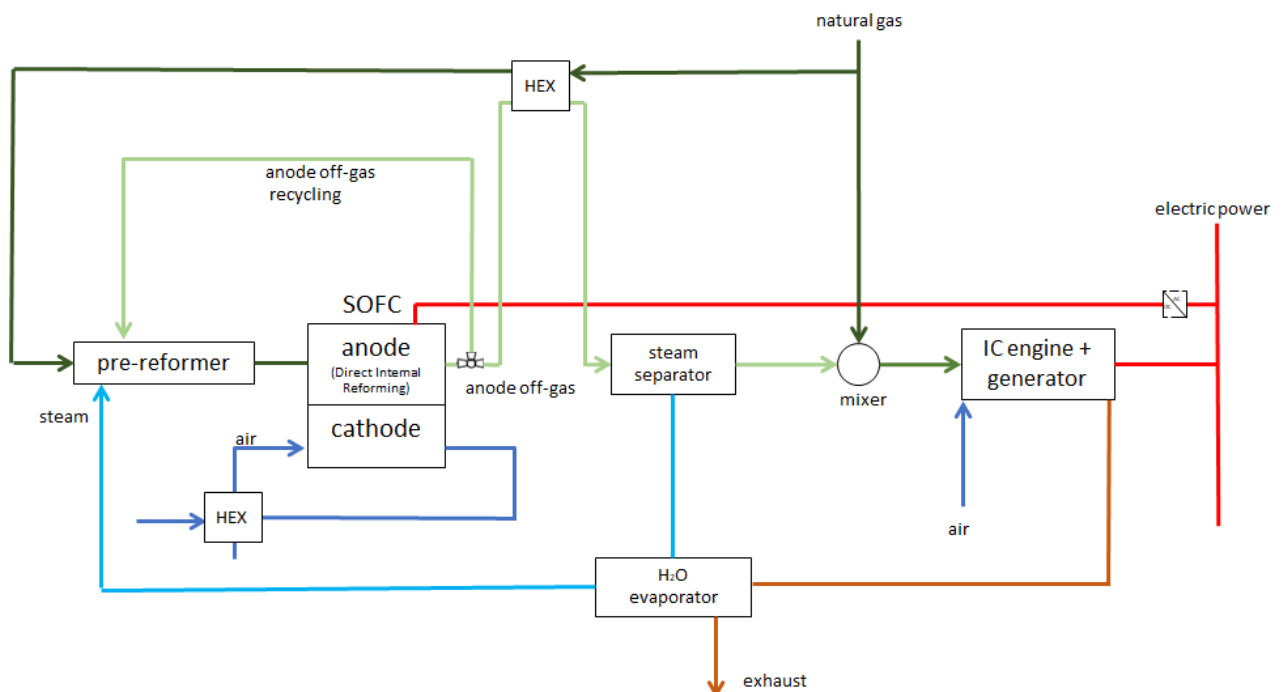 natural gas
HEX
anode off-gas
recycling
electric power
SOFC
pre-reformer
anode
(Direct Internal
Reforming)
anode off-gas
steam
separator
mixer
IC engine +
generator
steam
cathode
air
HEX
air
H₂O
evaporator
exhaust